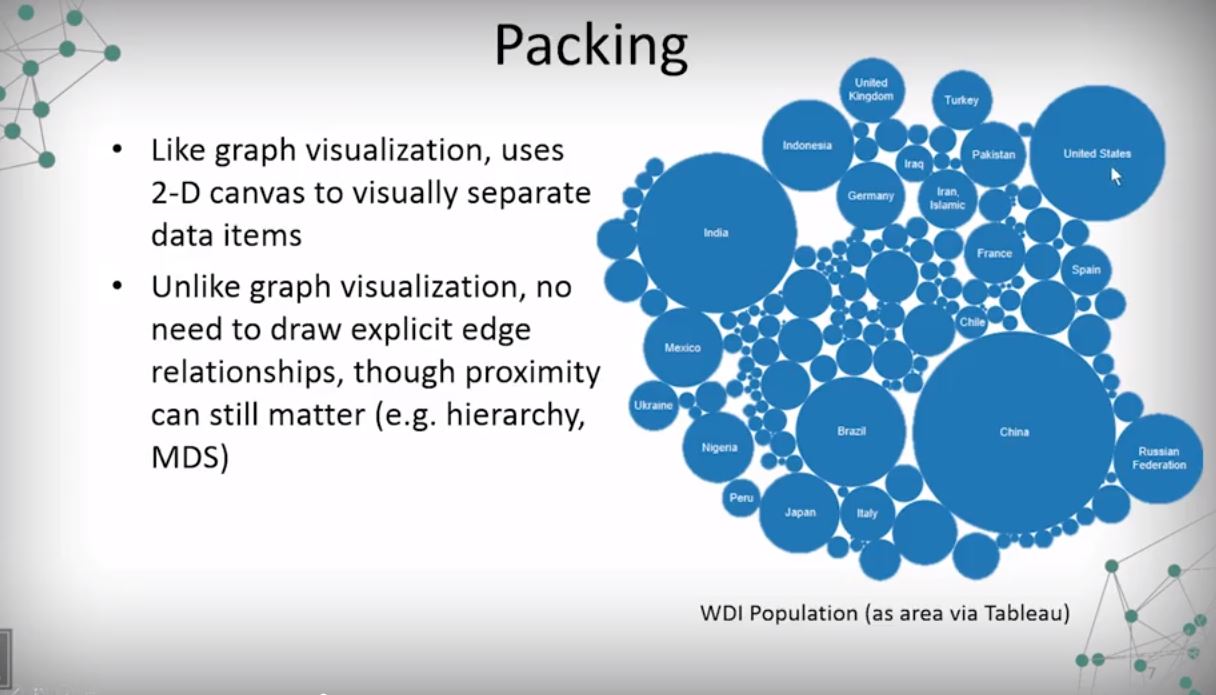 Packing
• Like graph visualization, uses
2-D canvas to visually separate
data items
• Unlike graph visualization, no
need to draw explicit edge
relationships, though proximity
can still matter (e.g. hierarchy,
MDS)
United
Kingdom
Turkey
Indonesia
Iraq
Pakistan
United States
Germany
Iran,
Islamic
India
France
Spain
Chile
Mexico
Ukraine
Brazil
China
Nigeria
Russian
Federation
Peru
Japan
Italy
WDI Population (as area via Tableau)
7